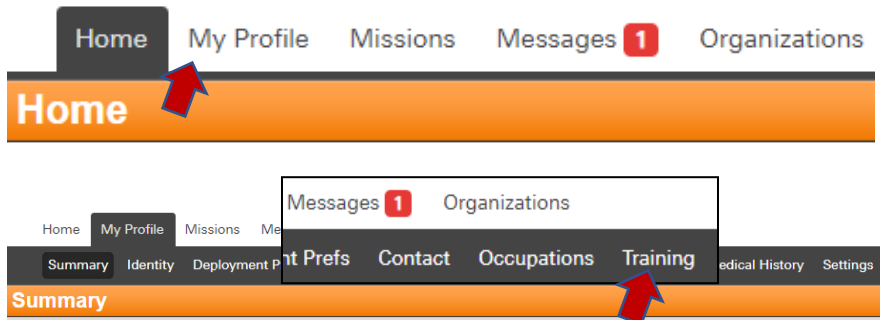 Home My Profile Missions Messages 1 Organizations
Home
Messages 1 Organizations
Home My Profile Missions Me
Summary Identity Deployment P
nt Prefs Contact Occupations Training
edical History Settings
Summary